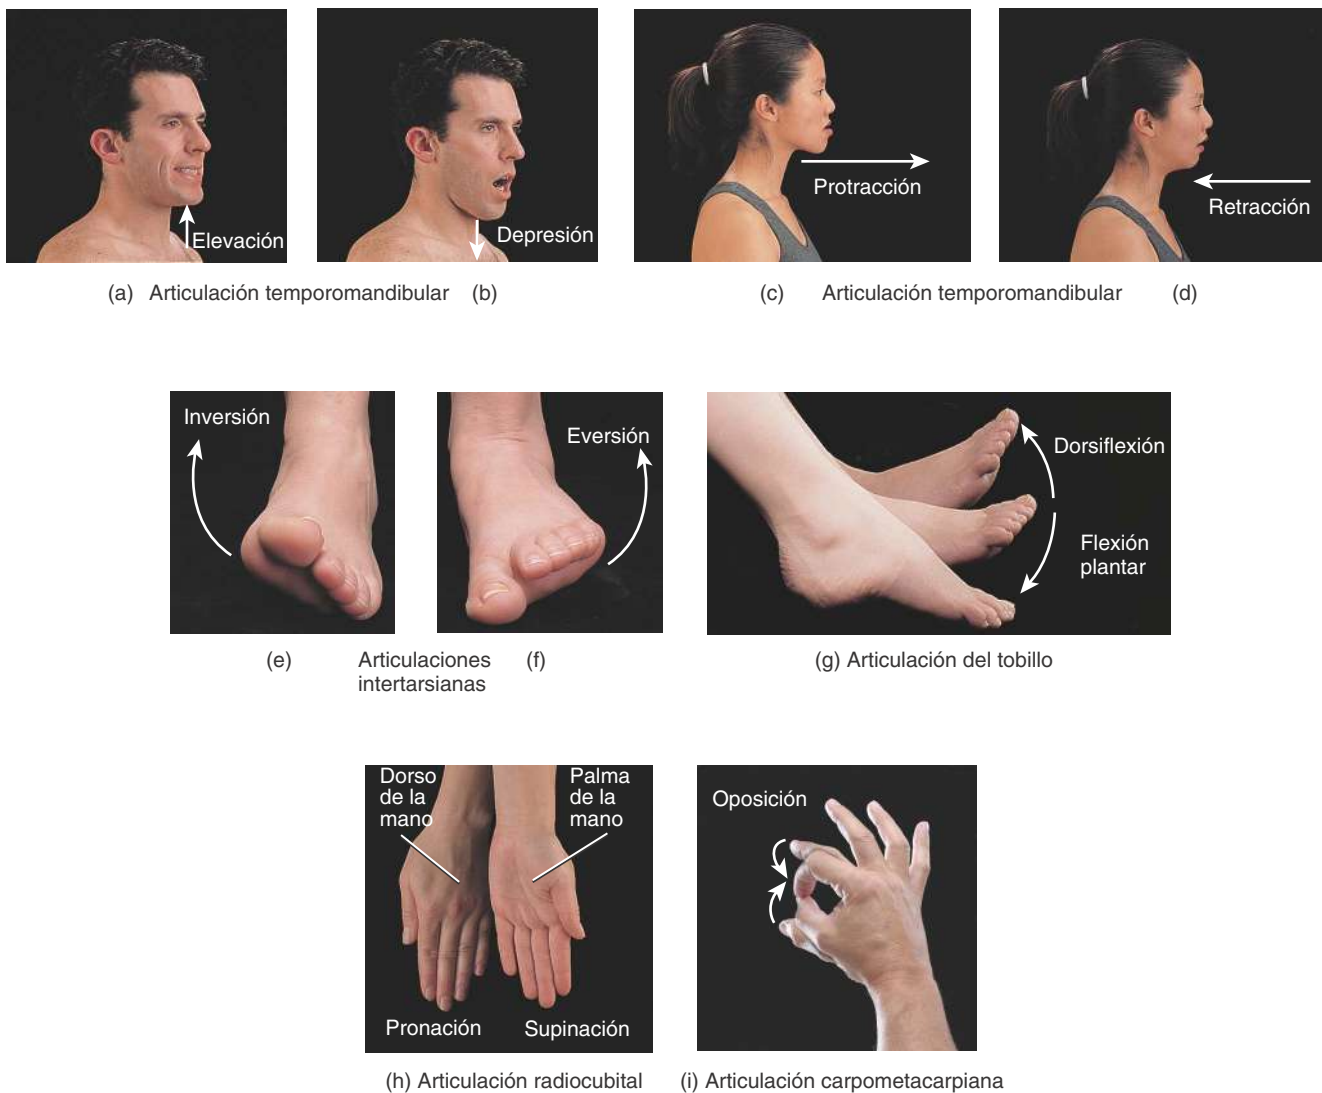 Elevación
Depresión
Protracción
Retracción
(a) Articulación temporomandibular (b)
(c) Articulación temporomandibular (d)
Inversión
Eversión
Dorsiflexión
Flexión
plantar
(e) Articulaciones
intertarsianas
(f)
(g) Articulación del tobillo
Dorso
de la
mano
Palma
de la
mano
Pronación
Supinación
Oposición
(h) Articulación radiocubital
(i) Articulación carpometacarpiana